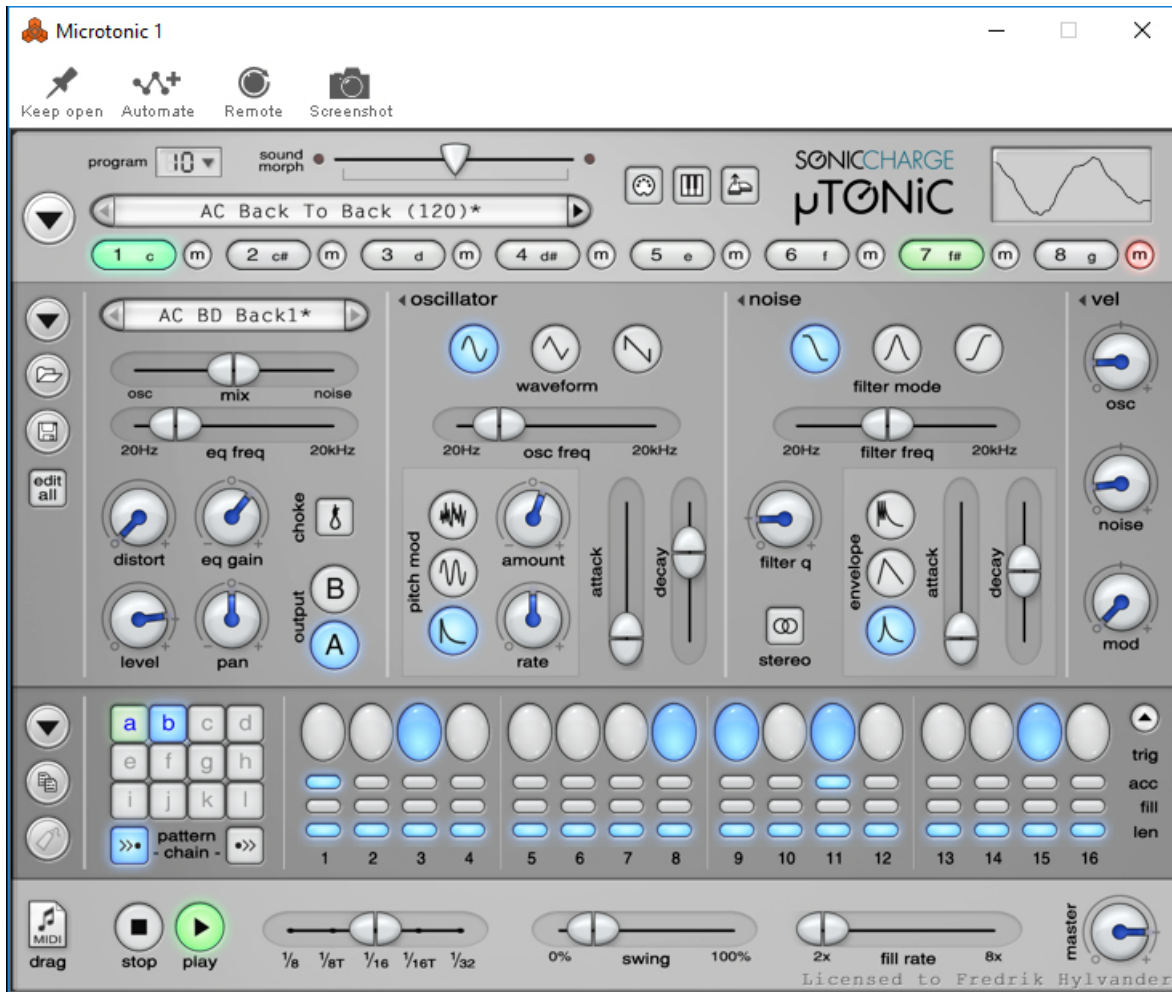 Microtonic 1
Keep open Automate Remote Screenshot
program 10 sound morph
SONICCHARGE
µTONIC
AC Back To Back (120)*
1 c m 2 c# m 3 d m 4 d# m 5 e m 6 f m 7 f# m 8 g m
AC BD Back1*
oscillator
noise
vel
osc mix noise
waveform
filter mode
osc
20Hz eq freq 20kHz
20Hz osc freq 20kHz
20Hz filter freq 20kHz
edit all
distort eq gain choke
pitch mod amount attack decay
filter q envelope attack decay
noise
output B A
level pan
rate
stereo
mod
a b c d
e f g h
i j k l
pattern - chain -
trig
acc
fill
len
1 2 3 4 5 6 7 8 9 10 11 12 13 14 15 16
MIDI
drag stop play
1/8 1/8T 1/16 1/16T 1/32
0% swing 100%
2x fill rate 8x
master
Licensed to Fredrik Hylvander